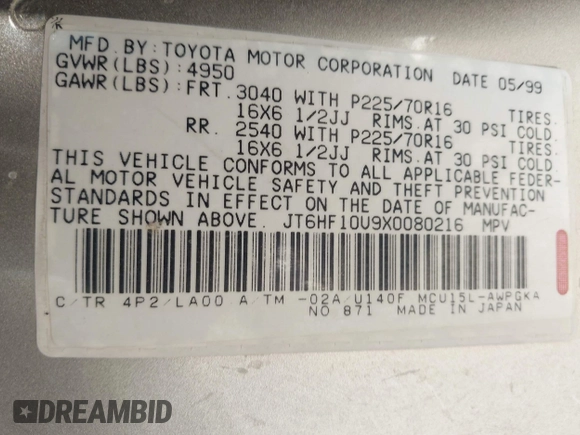 MFD. BY: TOYOTA MOTOR CORPORATION DATE 05/99
GVWR(LBS): 4950
GAWR(LBS): FRT. 3040 WITH P225/70R16 TIRES.
16X6 1/2JJ RIMS. AT 30 PSI COLD.
RR. 2540 WITH P225/70R16 TIRES.
16X6 1/2JJ RIMS. AT 30 PSI COLD.
THIS VEHICLE CONFORMS TO ALL APPLICABLE FEDER-
AL MOTOR VEHICLE SAFETY AND THEFT PREVENTION
STANDARDS IN EFFECT ON THE DATE OF MANUFAC-
TURE SHOWN ABOVE. JT6HF10U9X0080216 MPV
C/TR 4P2/LA00 A/TM -02A/U140F MCU15L-AWPGKA
NO 871 MADE IN JAPAN
DREAMBID